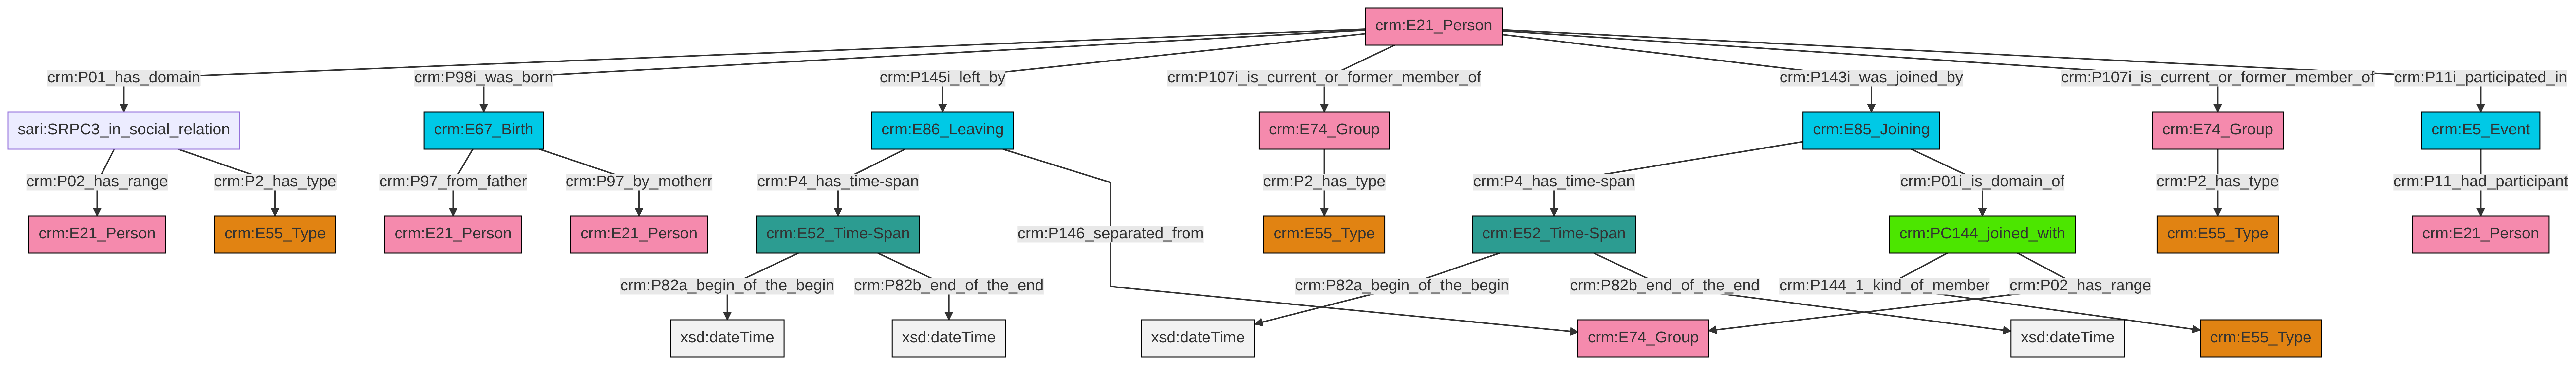 crm:E21_Person
crm:P01_has_domain
crm:P98i_was_born
crm:P145i_left_by
crm:P107i_is_current_or_former_member_of
crm:P143i_was_joined_by
crm:P107i_is_current_or_former_member_of
crm:P11i_participated_in
sari:SRPC3_in_social_relation
crm:E67_Birth
crm:E86_Leaving
crm:E74_Group
crm:E85_Joining
crm:E74_Group
crm:E5_Event
crm:P02_has_range
crm:P2_has_type
crm:P97_from_father
crm:P97_by_motherr
crm:P4_has_time-span
crm:P2_has_type
crm:P4_has_time-span
crm:P01i_is_domain_of
crm:P2_has_type
crm:P11_had_participant
crm:E21_Person
crm:E55_Type
crm:E21_Person
crm:E21_Person
crm:E52_Time-Span
crm:P146_separated_from
crm:E55_Type
crm:E52_Time-Span
crm:PC144_joined_with
crm:E55_Type
crm:E21_Person
crm:P82a_begin_of_the_begin
crm:P82b_end_of_the_end
crm:P82a_begin_of_the_begin
crm:P82b_end_of_the_end
crm:P144_1_kind_of_member
crm:P02_has_range
xsd:dateTime
xsd:dateTime
xsd:dateTime
crm:E74_Group
xsd:dateTime
crm:E55_Type